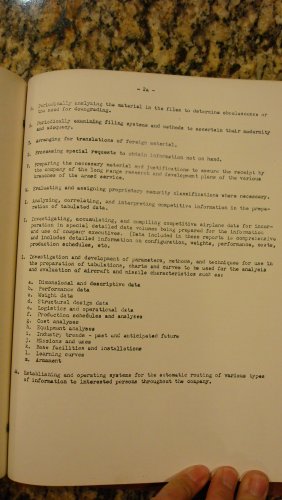 - 2a -
Periodically analyzing the material in the files to determine obsolescence or
the need for downgrading.
Periodically examining filing systems and methods to ascertain their modernity
and adequacy.
Arranging for translations of foreign material.
Processing special requests to obtain information not on hand.
Preparing the necessary material and justifications to assure the receipt by
the company of the long range research and development plans of the various
branches of the armed service.
Evaluating and assigning proprietary security classifications where necessary.
Analyzing, correlating, and interpreting competitive information in the prepa-
ration of tabulated data.
Investigating, accumulating, and compiling competitive airplane data for incor-
poration in special detailed data volumes being prepared for the information
and use of company executives. (Data included in these reports is comprehensive
and includes detailed information on configuration, weights, performance, costs,
production schedules, etc.
Investigation and development of parameters, methods, and techniques for use in
the preparation of tabulations, charts and curves to be used for the analysis
and evaluation of aircraft and missile characteristics such as:
a. Dimensional and descriptive data
b. Performance data
c. Weight data
d. Structural design data
e. Logistics and operational data
f. Production schedules and analyses
g. Cost analyses
h. Equipment analyses
i. Industry trends - past and anticipated future
j. Missions and uses
k. Base facilities and installations
l. Learning curves
m. Armament
Establishing and operating systems for the automatic routing of various types
of information to interested persons throughout the company.